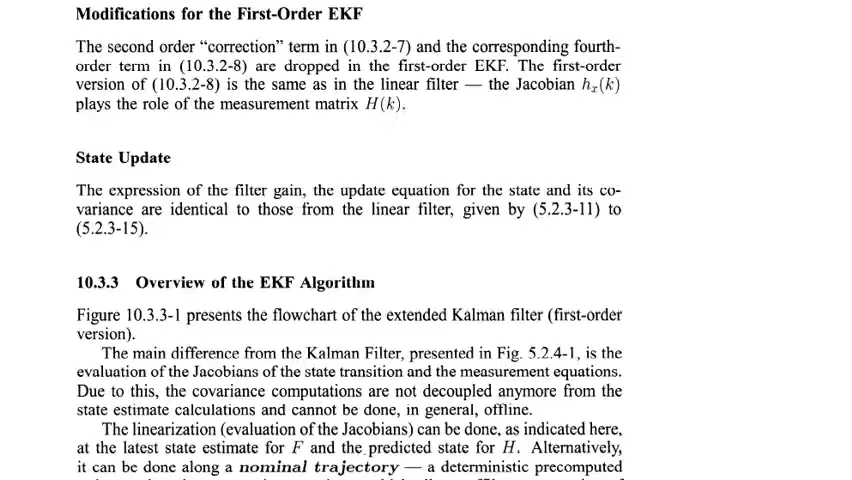 Modifications for the First-Order EKF
The second order “correction” term in (10.3.2-7) and the corresponding fourth-
order term in (10.3.2-8) are dropped in the first-order EKF. The first-order
version of (10.3.2-8) is the same as in the linear filter — the Jacobian hₓ(k)
plays the role of the measurement matrix H(k).
State Update
The expression of the filter gain, the update equation for the state and its co-
variance are identical to those from the linear filter, given by (5.2.3-11) to
(5.2.3-15).
10.3.3 Overview of the EKF Algorithm
Figure 10.3.3-1 presents the flowchart of the extended Kalman filter (first-order
version).
The main difference from the Kalman Filter, presented in Fig. 5.2.4-1, is the
evaluation of the Jacobians of the state transition and the measurement equations.
Due to this, the covariance computations are not decoupled anymore from the
state estimate calculations and cannot be done, in general, offline.
The linearization (evaluation of the Jacobians) can be done, as indicated here,
at the latest state estimate for F and the predicted state for H. Alternatively,
it can be done along a nominal trajectory — a deterministic precomputed